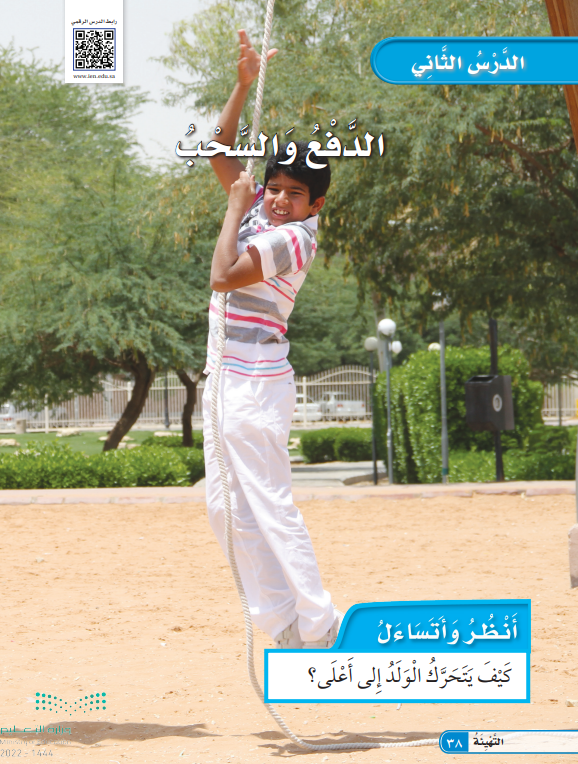 رابط الدرس الرقمي
www.ien.edu.sa
الدَّرْسُ الثَّانِي
الدَّفْعُ وَالسَّحْبُ
أَنْظُرُ وَأَتَسَاءَلُ
كَيْفَ يَتَحَرَّكُ الْوَلَدُ إِلى أَعْلَى؟
التَّهْيِئَةُ ٣٨
2022 - 1444